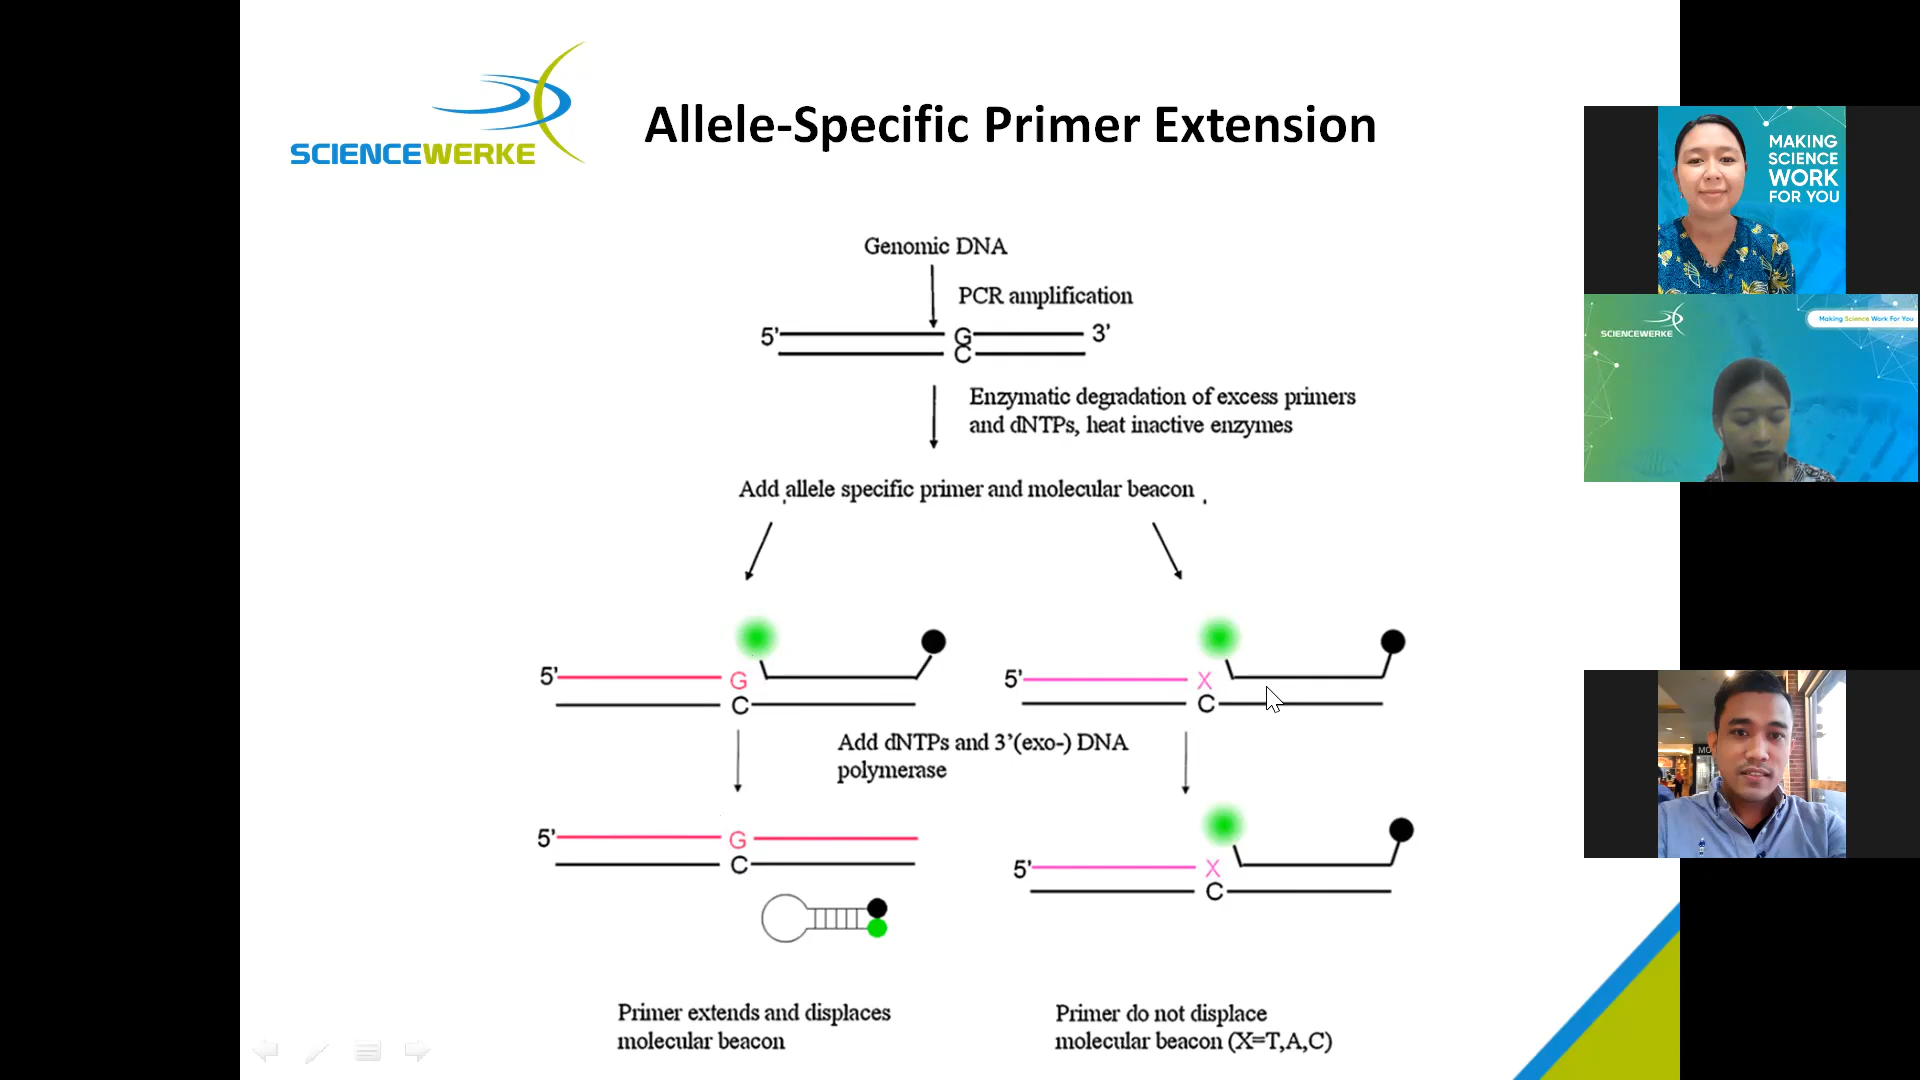 SCIENCEWERKE
Allele-Specific Primer Extension
Genomic DNA
PCR amplification
5’ G 3’
C
Enzymatic degradation of excess primers
and dNTPs, heat inactive enzymes
Add allele specific primer and molecular beacon
5’ G
C
5’ X
C
Add dNTPs and 3’(exo-) DNA
polymerase
5’ G
C
5’ X
C
Primer extends and displaces
molecular beacon
Primer do not displace
molecular beacon (X=T,A,C)
MAKING
SCIENCE
WORK
FOR YOU
SCIENCEWERKE
Making Science Work For You
MO